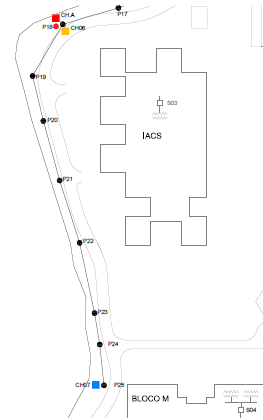 CH.A
P17
P18
CH06
P19
S03
P20
IACS
P21
P22
P23
P24
CH07
P25
BLOCO M
S04